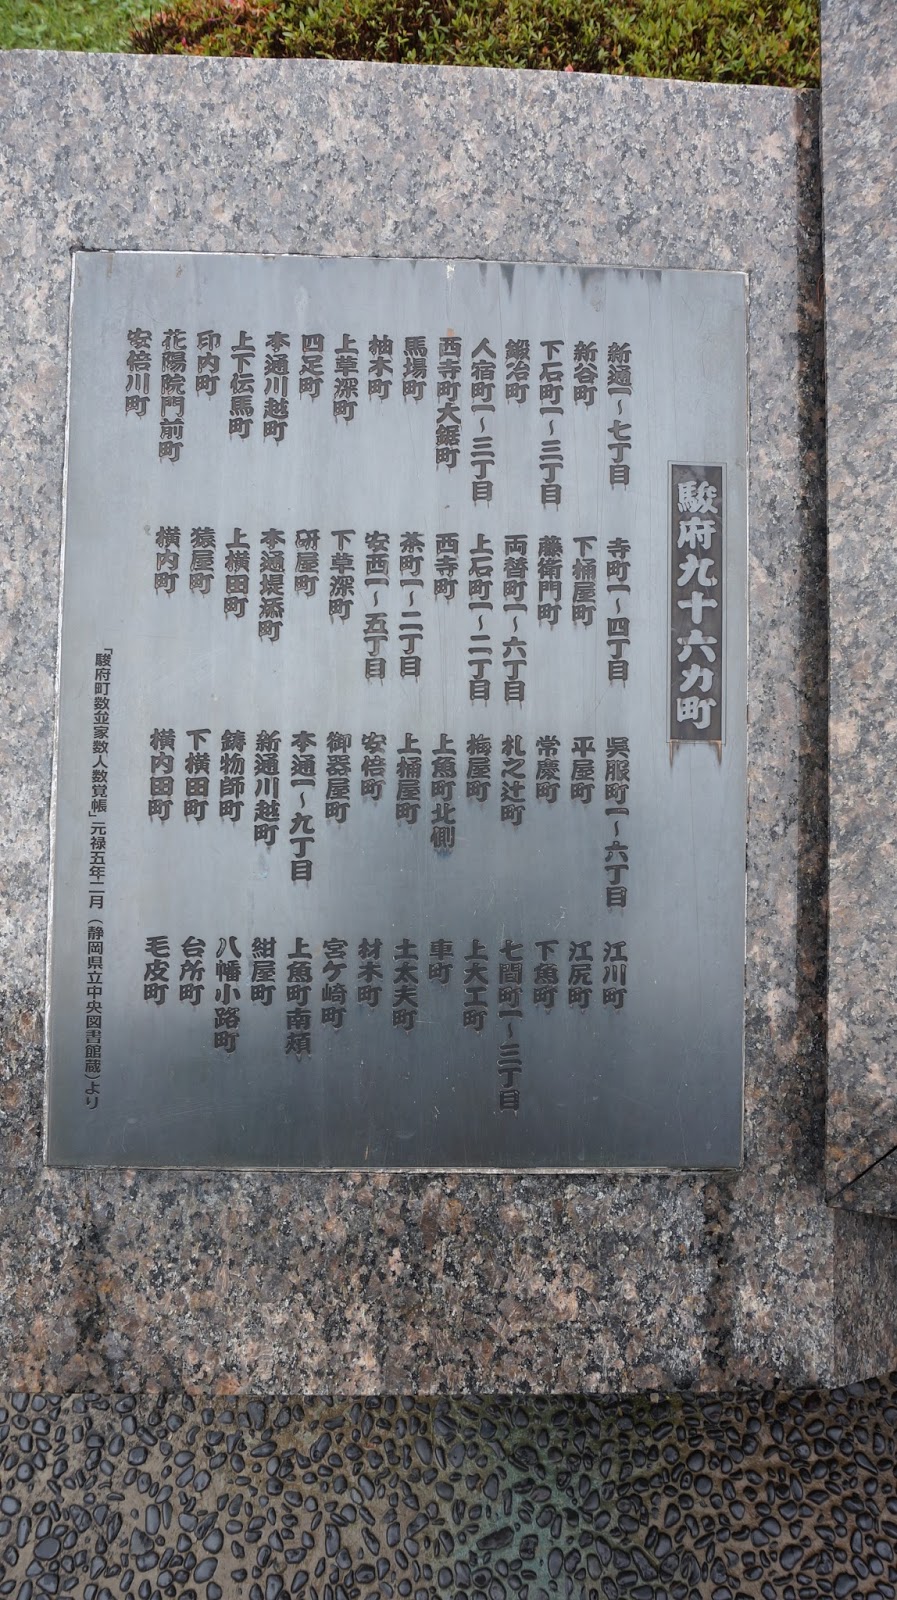 駿府九十六カ町
新通一～七丁目 寺町一～四丁目 呉服町一～六丁目 江川町
新谷町 下桶屋町 平屋町 江尻町
下石町一～三丁目 藤衛門町 常慶町 下魚町
鍛冶町 両替町一～六丁目 札之辻町 七間町一～三丁目
人宿町一～三丁目 上石町一～二丁目 梅屋町 上大工町
西寺町大鋸町 西寺町 上魚町北側 車町
馬場町 茶町一～二丁目 上桶屋町 土太夫町
柚木町 安西一～五丁目 安倍町 材木町
上草深町 下草深町 御器屋町 宮ケ崎町
四足町 研屋町 本通一～九丁目 上魚町南頬
本通川越町 本通堤添町 新通川越町 紺屋町
上下伝馬町 上横田町 鋳物師町 八幡小路町
印内町 猿屋町 下横田町 台所町
花陽院門前町 横内町 横内田町 毛皮町
安倍川町
「駿府町数並家数人数覚帳」元禄五年二月（静岡県立中央図書館蔵）より